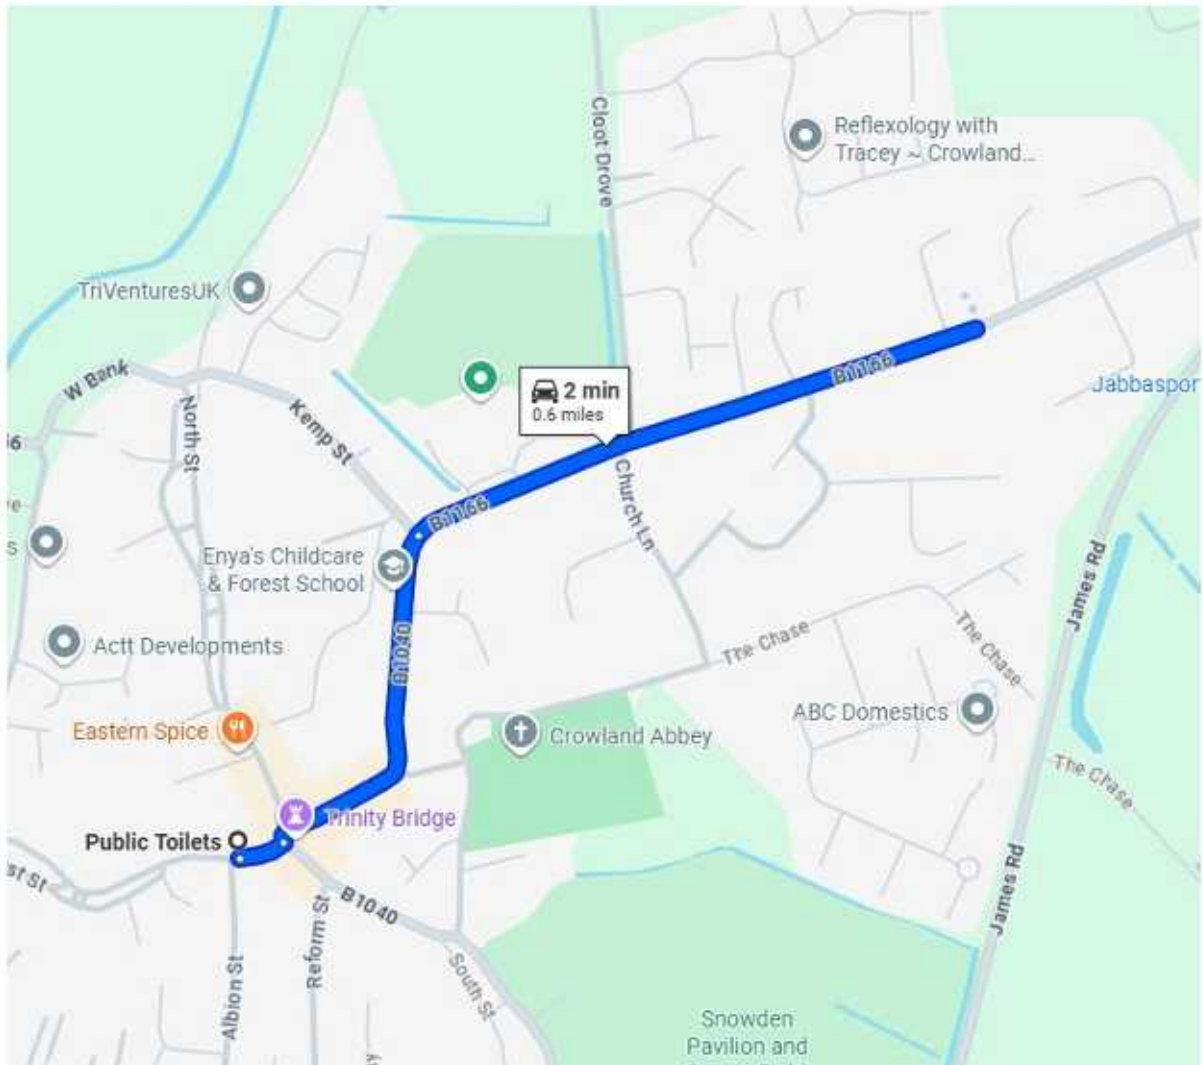 Cloot Drove
Reflexology with
Tracey ~ Crowland...
TriVenturesUK
W Bank
North St
Kemp St
2 min
0.6 miles
B1166
Jabbaspor
B1166
Church Ln
Enya's Childcare
& Forest School
James Rd
B1040
Actt Developments
The Chase
The Chase
Eastern Spice
Crowland Abbey
ABC Domestics
The Chase
Trinity Bridge
Public Toilets
st St
B1040
Reform St
Albion St
South St
James Rd
Snowden
Pavilion and